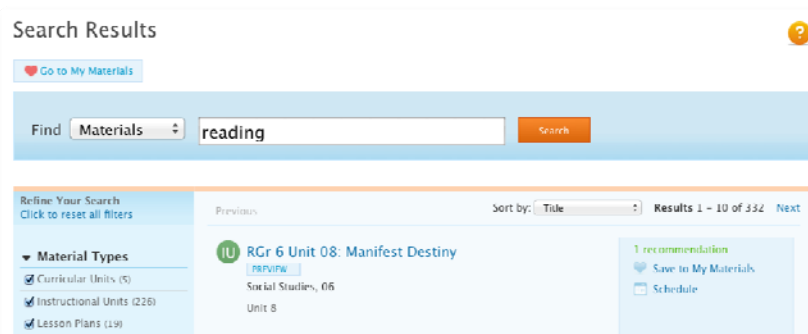 Search Results
?
Go to My Materials
Find Materials reading Search
Refine Your Search
Click to reset all filters
Previous Sort by: Title Results 1 - 10 of 332 Next
Material Types
Curricular Units (5)
Instructional Units (226)
Lesson Plans (19)
IU RGr 6 Unit 08: Manifest Destiny
PREVIEW
Social Studies, 06
Unit 8
1 recommendation
Save to My Materials
Schedule